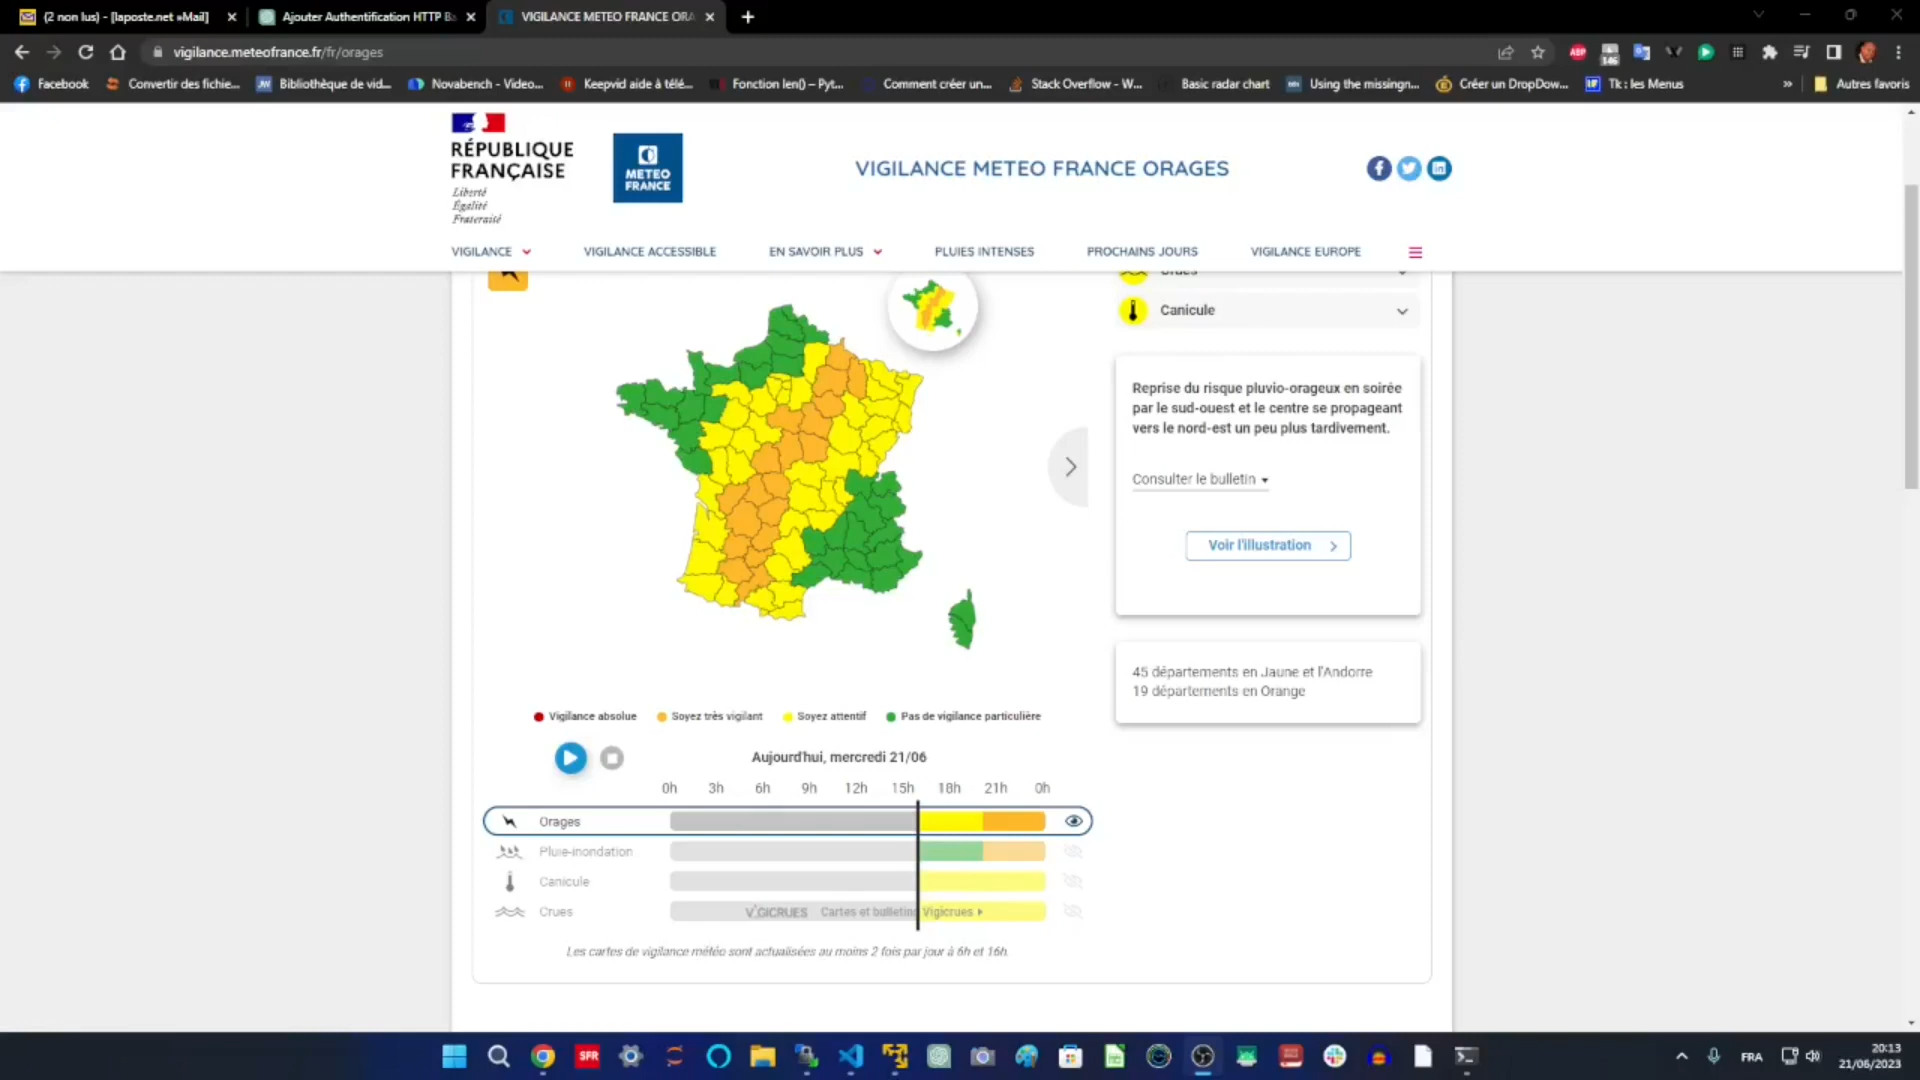 (2 non lus) - [laposte.net »Mail]
Ajouter Authentification HTTP Ba
VIGILANCE METEO FRANCE ORA
vigilance.meteofrance.fr/fr/orages
ABP
146
Facebook
Convertir des fichie...
Bibliothèque de vid...
Novabench - Video...
Keepvid aide à télé...
Fonction len() – Pyt...
Comment créer un...
Stack Overflow - W...
Basic radar chart
Using the missingn...
Créer un DropDow...
Tk : les Menus
»
Autres favoris
RÉPUBLIQUE
FRANÇAISE
Liberté
Égalité
Fraternité
METEO
FRANCE
VIGILANCE METEO FRANCE ORAGES
VIGILANCE
VIGILANCE ACCESSIBLE
EN SAVOIR PLUS
PLUIES INTENSES
PROCHAINS JOURS
VIGILANCE EUROPE
Crues
Canicule
Reprise du risque pluvio-orageux en soirée
par le sud-ouest et le centre se propageant
vers le nord-est un peu plus tardivement.
Consulter le bulletin
Voir l'illustration
45 départements en Jaune et l'Andorre
19 départements en Orange
Vigilance absolue
Soyez très vigilant
Soyez attentif
Pas de vigilance particulière
Aujourd'hui, mercredi 21/06
0h 3h 6h 9h 12h 15h 18h 21h 0h
Orages
Pluie-inondation
Canicule
Crues
VIGICRUES Cartes et bulletins Vigicrues
Les cartes de vigilance météo sont actualisées au moins 2 fois par jour à 6h et 16h.
SFR
FRA
20:13
21/06/2023